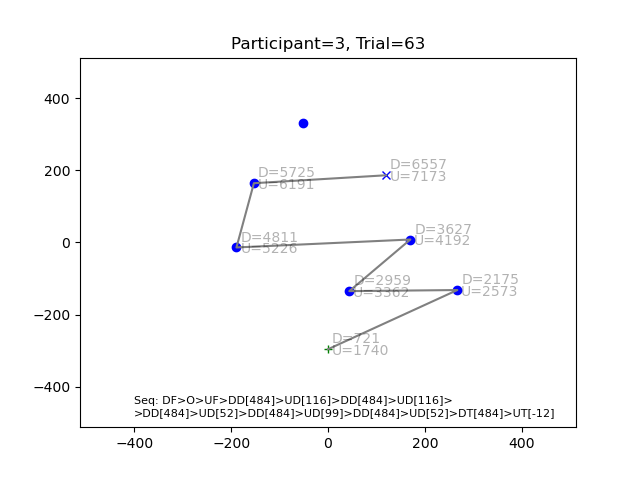 Participant=3, Trial=63
400
200
0
−200
−400
D=6557
U=7173
D=5725
U=6191
D=3627
U=4192
D=4811
U=5226
D=2175
U=2573
D=2959
U=3362
D=721
U=1740
Seq: DF>O>UF>DD[484]>UD[116]>DD[484]>UD[116]>
>DD[484]>UD[52]>DD[484]>UD[99]>DD[484]>UD[52]>DT[484]>UT[-12]
−400 −200 0 200 400